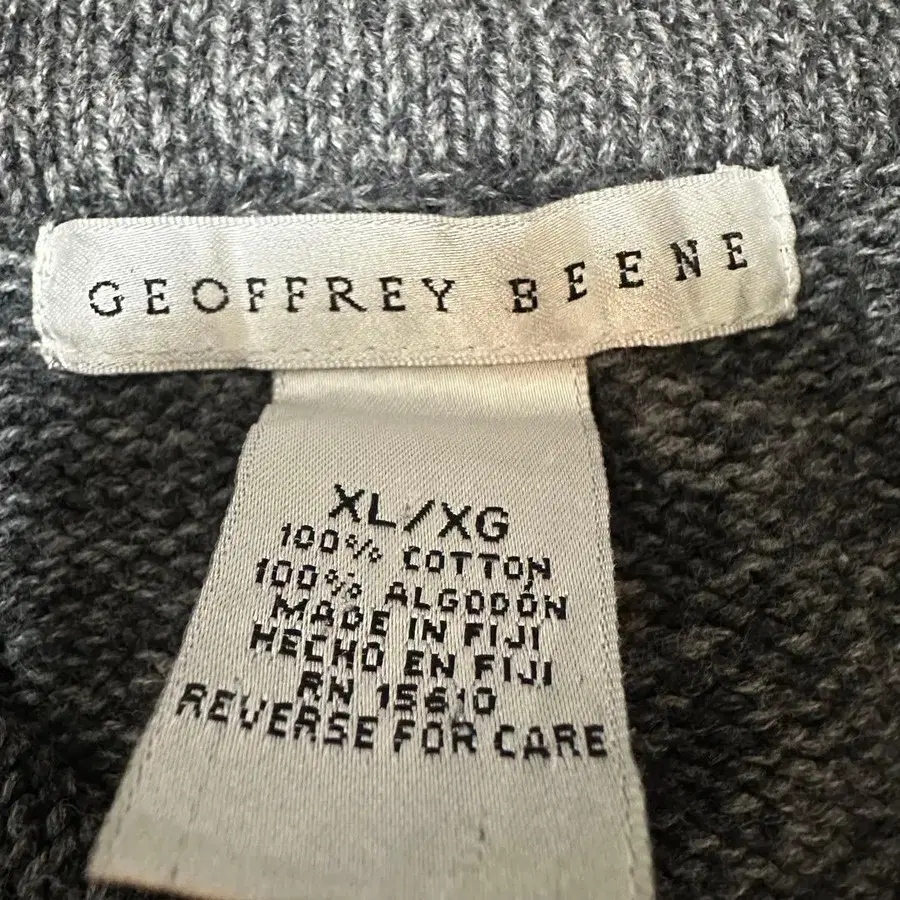 GEOFFREY BEENE
XL/XG
100% COTTON
100% ALGODÓN
MADE IN FIJI
HECHO EN FIJI
RN 15610
REVERSE FOR CARE